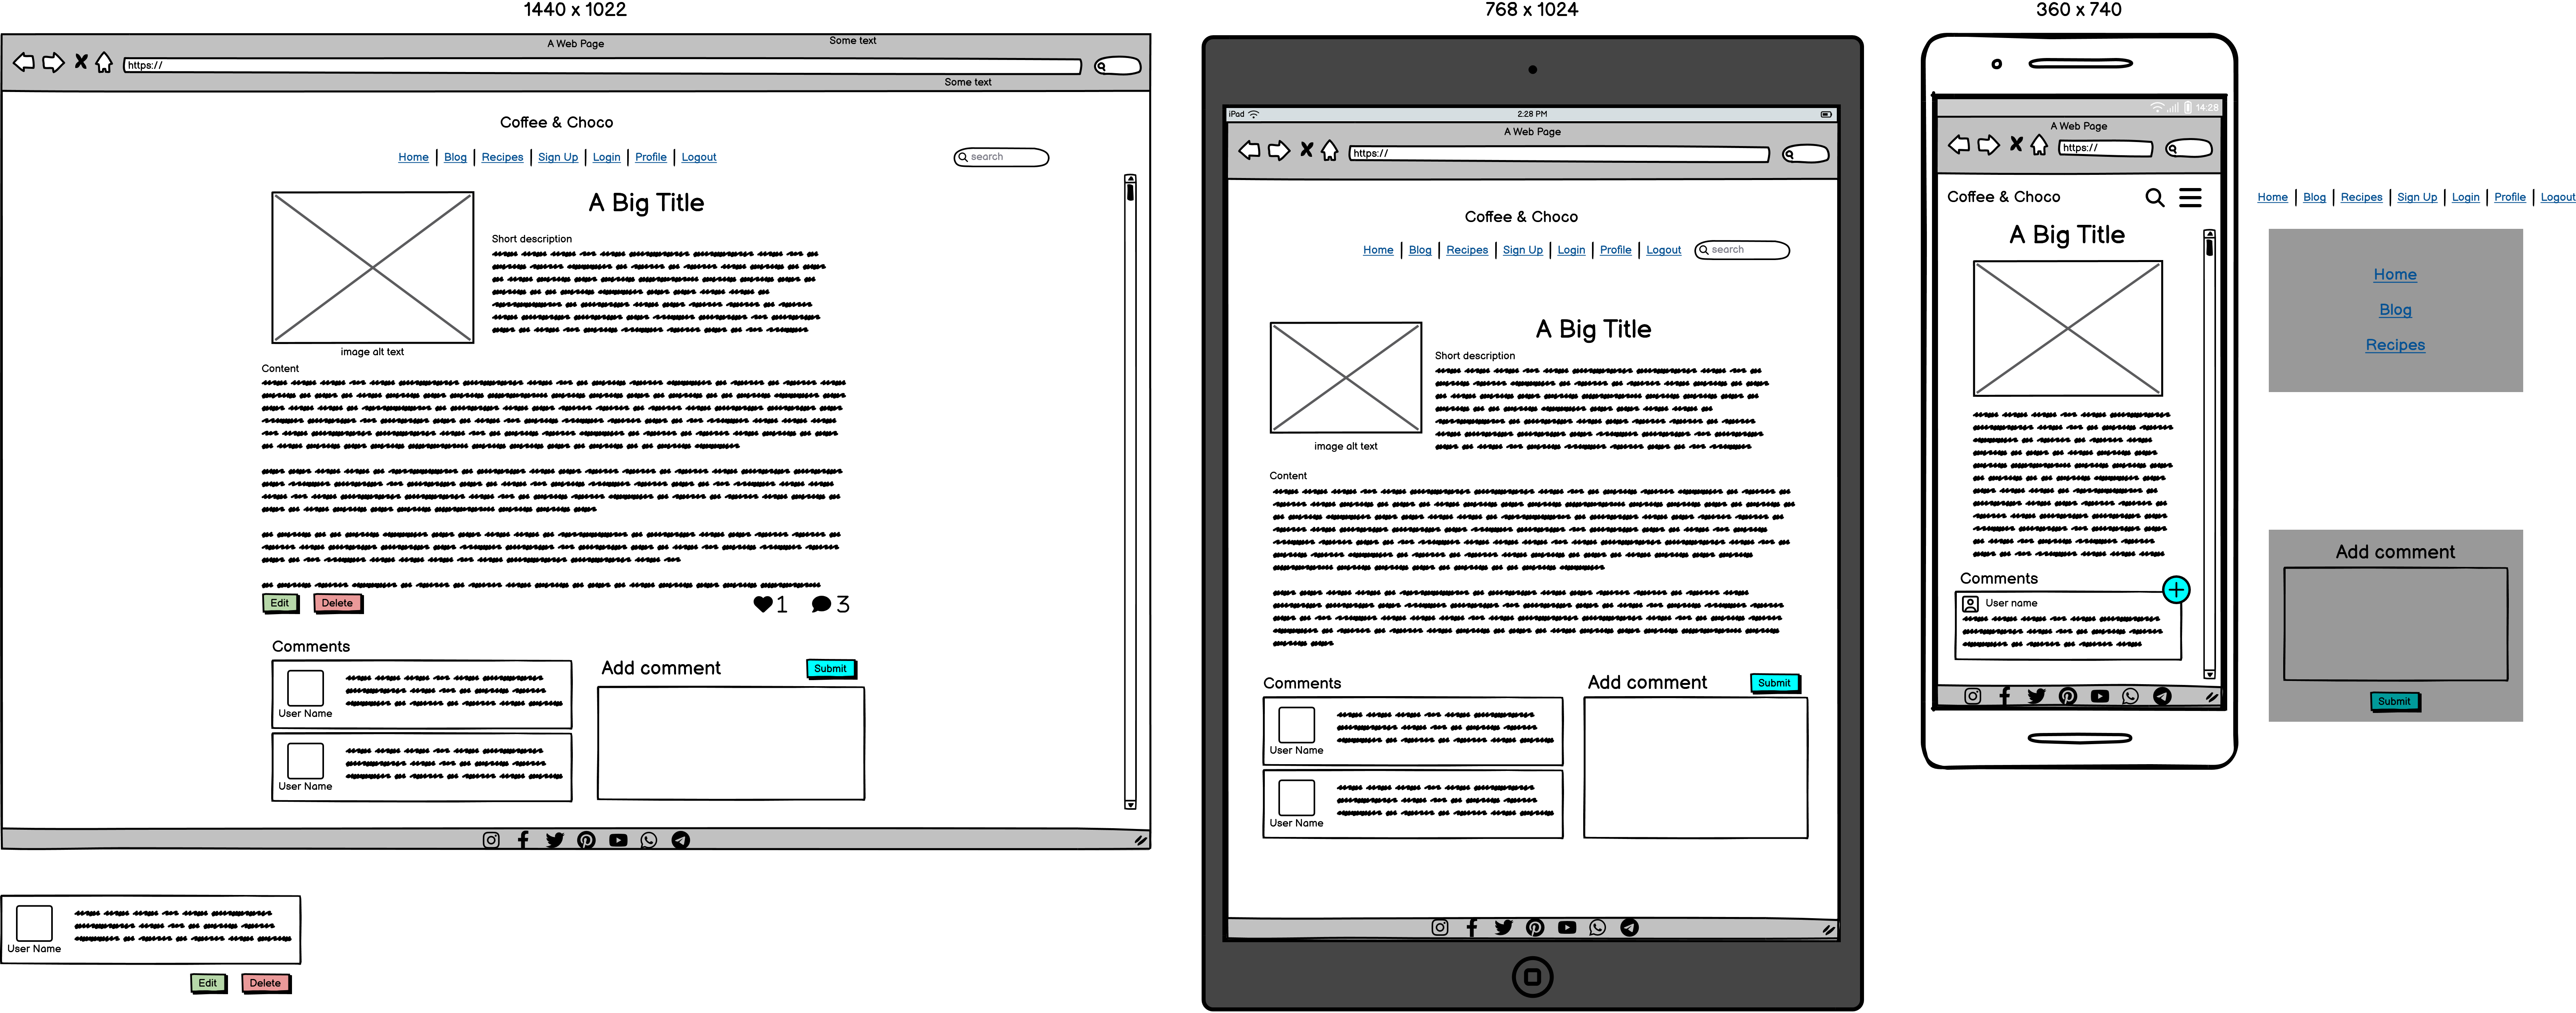 1440 x 1022
A Web Page
Some text
https://
Some text
Coffee & Choco
Home Blog Recipes Sign Up Login Profile Logout
search
A Big Title
Short description
image alt text
Content
Edit Delete
1 3
Comments
Add comment
Submit
User Name
User Name
User Name
Edit Delete
768 x 1024
iPad 2:28 PM
A Web Page
https://
Coffee & Choco
Home Blog Recipes Sign Up Login Profile Logout
search
A Big Title
Short description
image alt text
Content
Comments
Add comment
Submit
User Name
User Name
360 x 740
14:28
A Web Page
https://
Coffee & Choco
A Big Title
Comments
User name
Home Blog Recipes Sign Up Login Profile Logout
Home
Blog
Recipes
Add comment
Submit